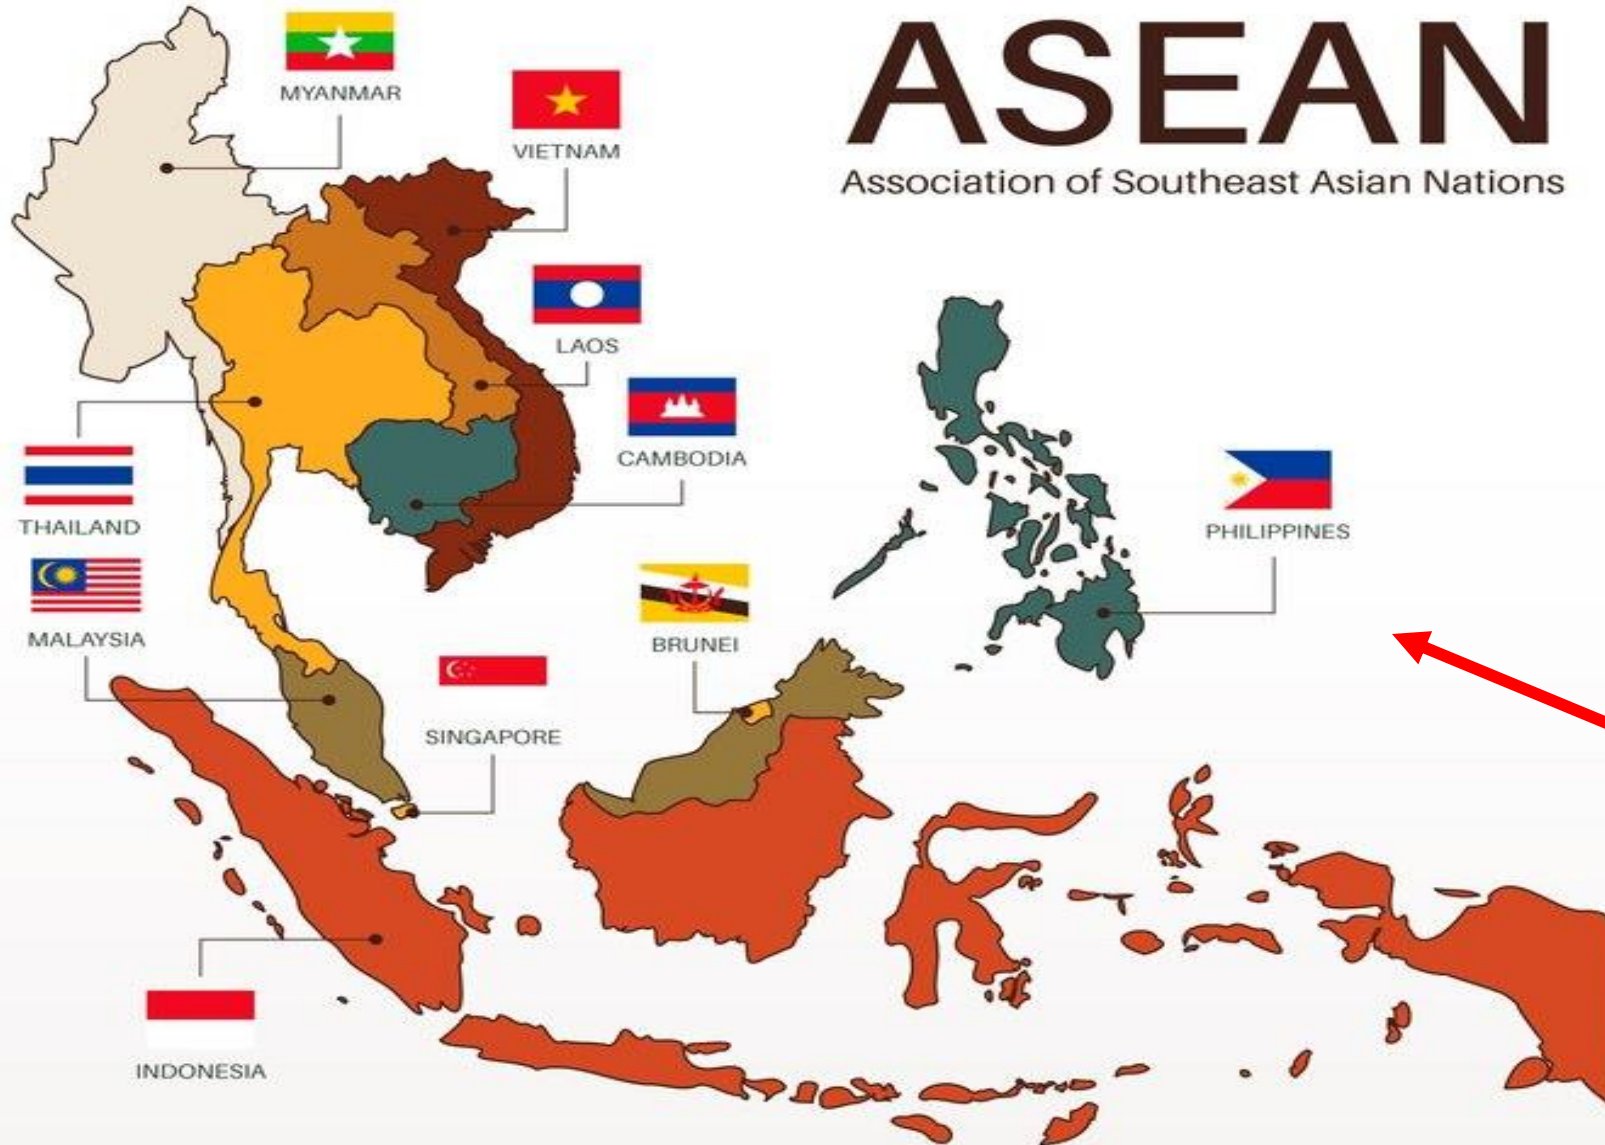 ASEAN
Association of Southeast Asian Nations
MYANMAR
VIETNAM
LAOS
CAMBODIA
THAILAND
PHILIPPINES
MALAYSIA
BRUNEI
SINGAPORE
INDONESIA